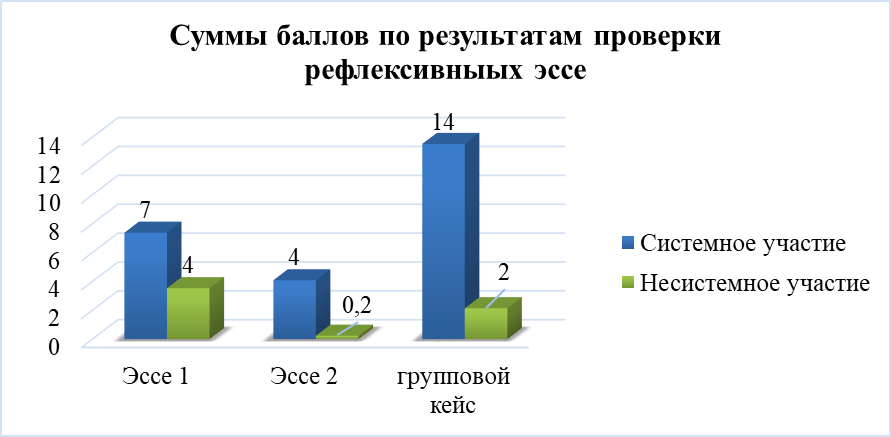 Суммы баллов по результатам проверки
рефлексивныых эссе
14
12
10
8
6
4
2
0
7
4
4
0,2
14
2
Эссе 1
Эссе 2
групповой
кейс
Системное участие
Несистемное участие